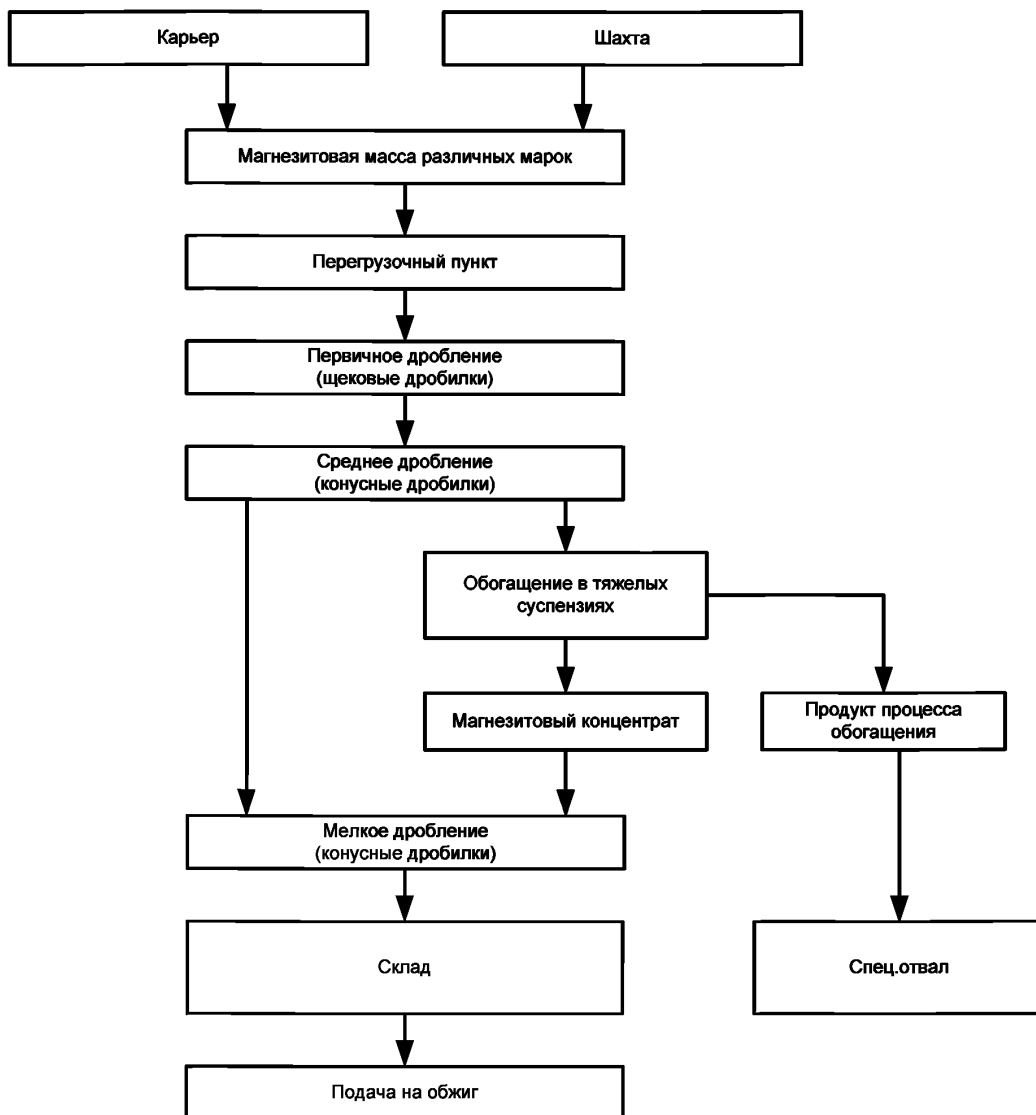 Карьер
Шахта
Магнезитовая масса различных марок
Перегрузочный пункт
Первичное дробление
(щековые дробилки)
Среднее дробление
(конусные дробилки)
Обогащение в тяжелых
суспензиях
Магнезитовый концентрат
Продукт процесса
обогащения
Мелкое дробление
(конусные дробилки)
Склад
Спец.отвал
Подача на обжиг